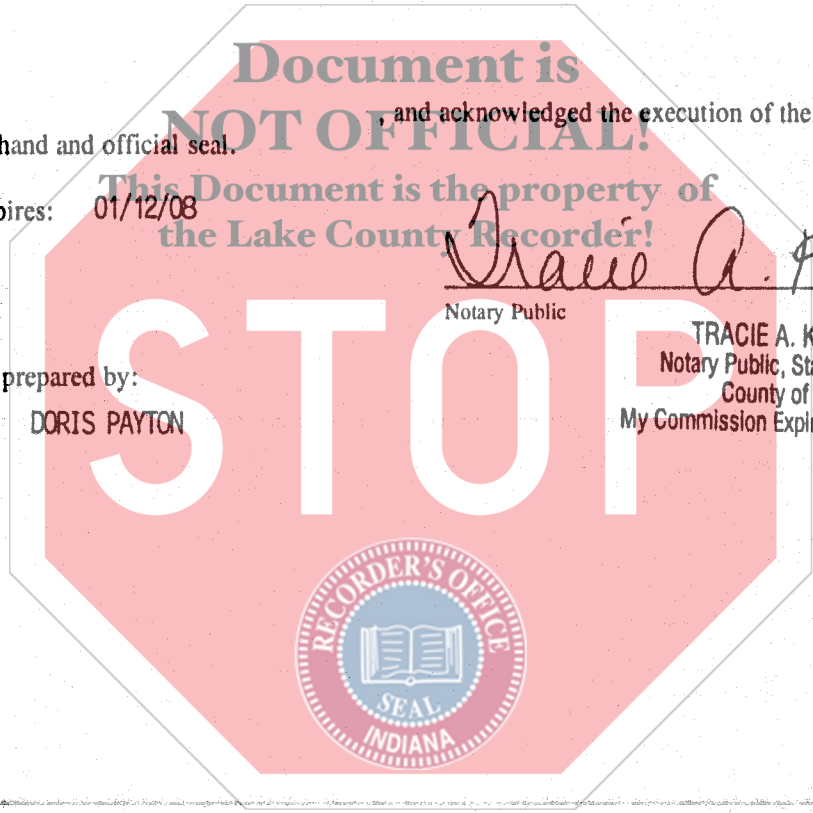 Document is
NOT OFFICIAL!
, and acknowledged the execution of the
hand and official seal.
This Document is the property of
pires: 01/12/08
the Lake County Recorder!
Tracie A. K
Notary Public
TRACIE A. K
Notary Public, Sta
County of
My Commission Expi
prepared by:
DORIS PAYTON
STOP
RECORDER'S OFFICE
SEAL
INDIANA